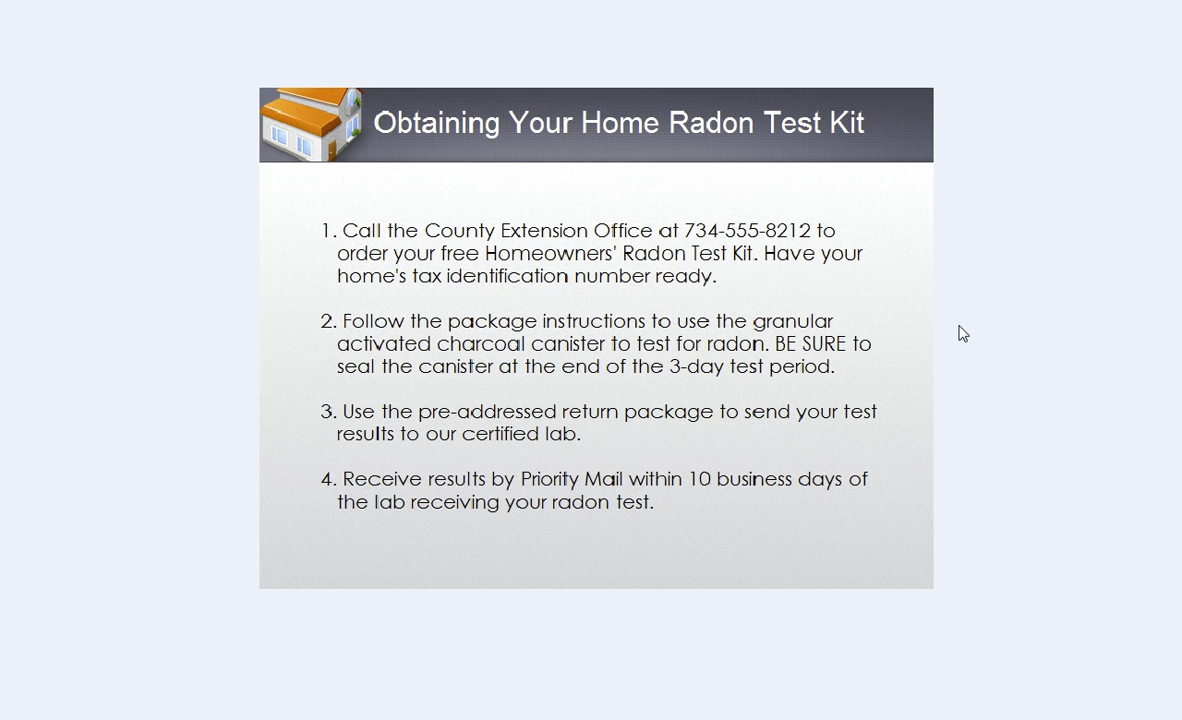 Obtaining Your Home Radon Test Kit
1. Call the County Extension Office at 734-555-8212 to
order your free Homeowners' Radon Test Kit. Have your
home's tax identification number ready.
2. Follow the package instructions to use the granular
activated charcoal canister to test for radon. BE SURE to
seal the canister at the end of the 3-day test period.
3. Use the pre-addressed return package to send your test
results to our certified lab.
4. Receive results by Priority Mail within 10 business days of
the lab receiving your radon test.